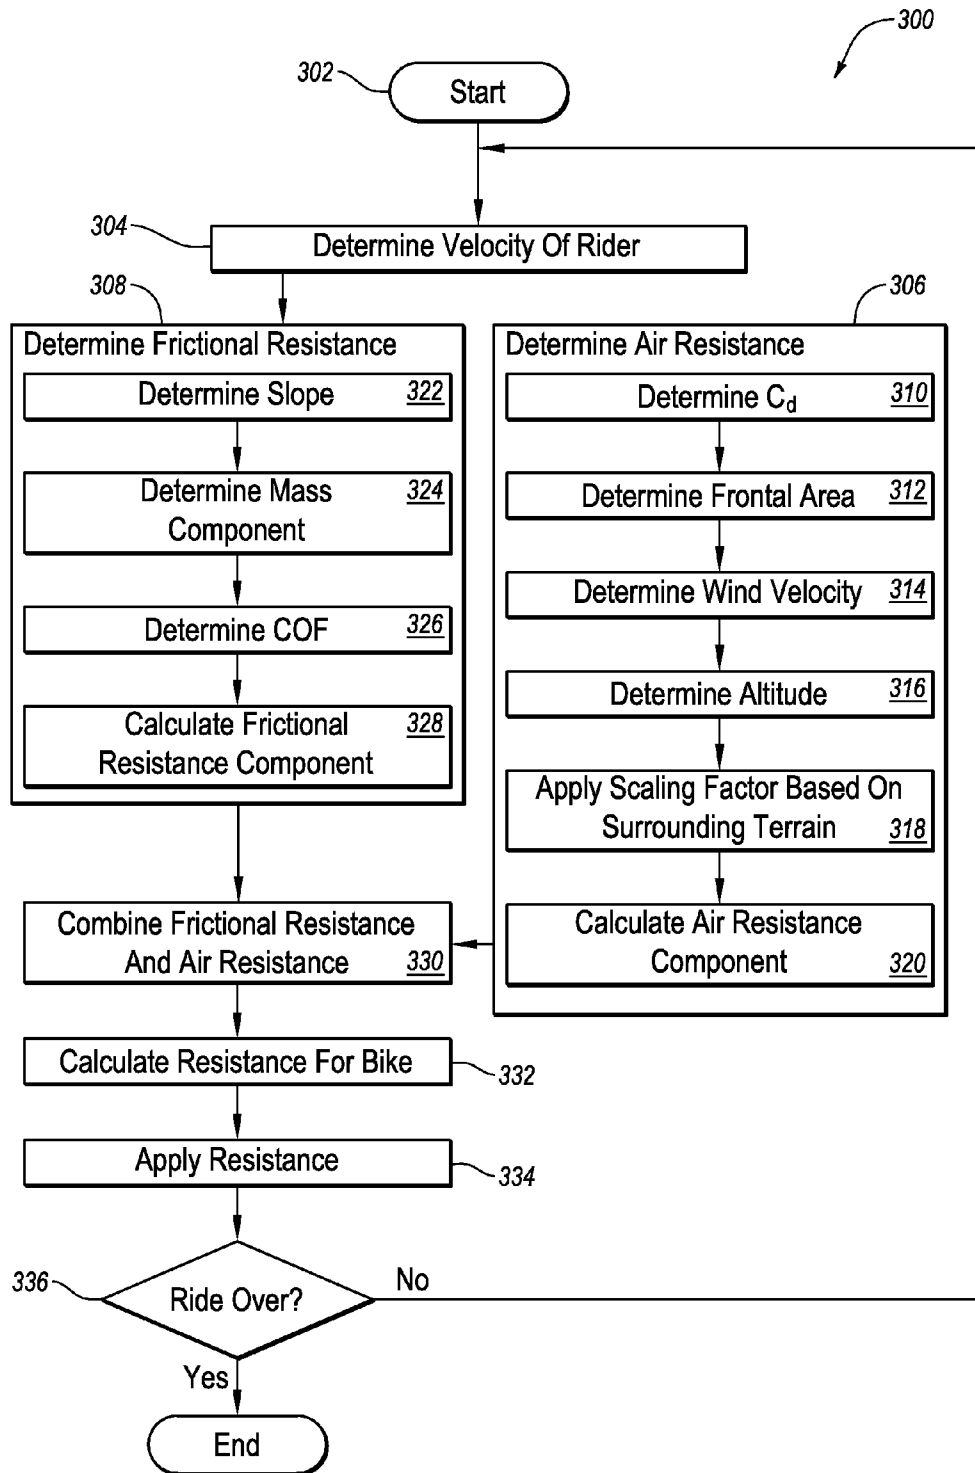 300
302
Start
304
Determine Velocity Of Rider
308
306
Determine Frictional Resistance
Determine Slope 322
Determine Mass 324
Component
Determine COF 326
Calculate Frictional 328
Resistance Component
Determine Air Resistance
Determine Cd 310
Determine Frontal Area 312
Determine Wind Velocity 314
Determine Altitude 316
Apply Scaling Factor Based On
Surrounding Terrain 318
Calculate Air Resistance
Component 320
Combine Frictional Resistance
And Air Resistance 330
Calculate Resistance For Bike
332
Apply Resistance
334
336
Ride Over?
No
Yes
End